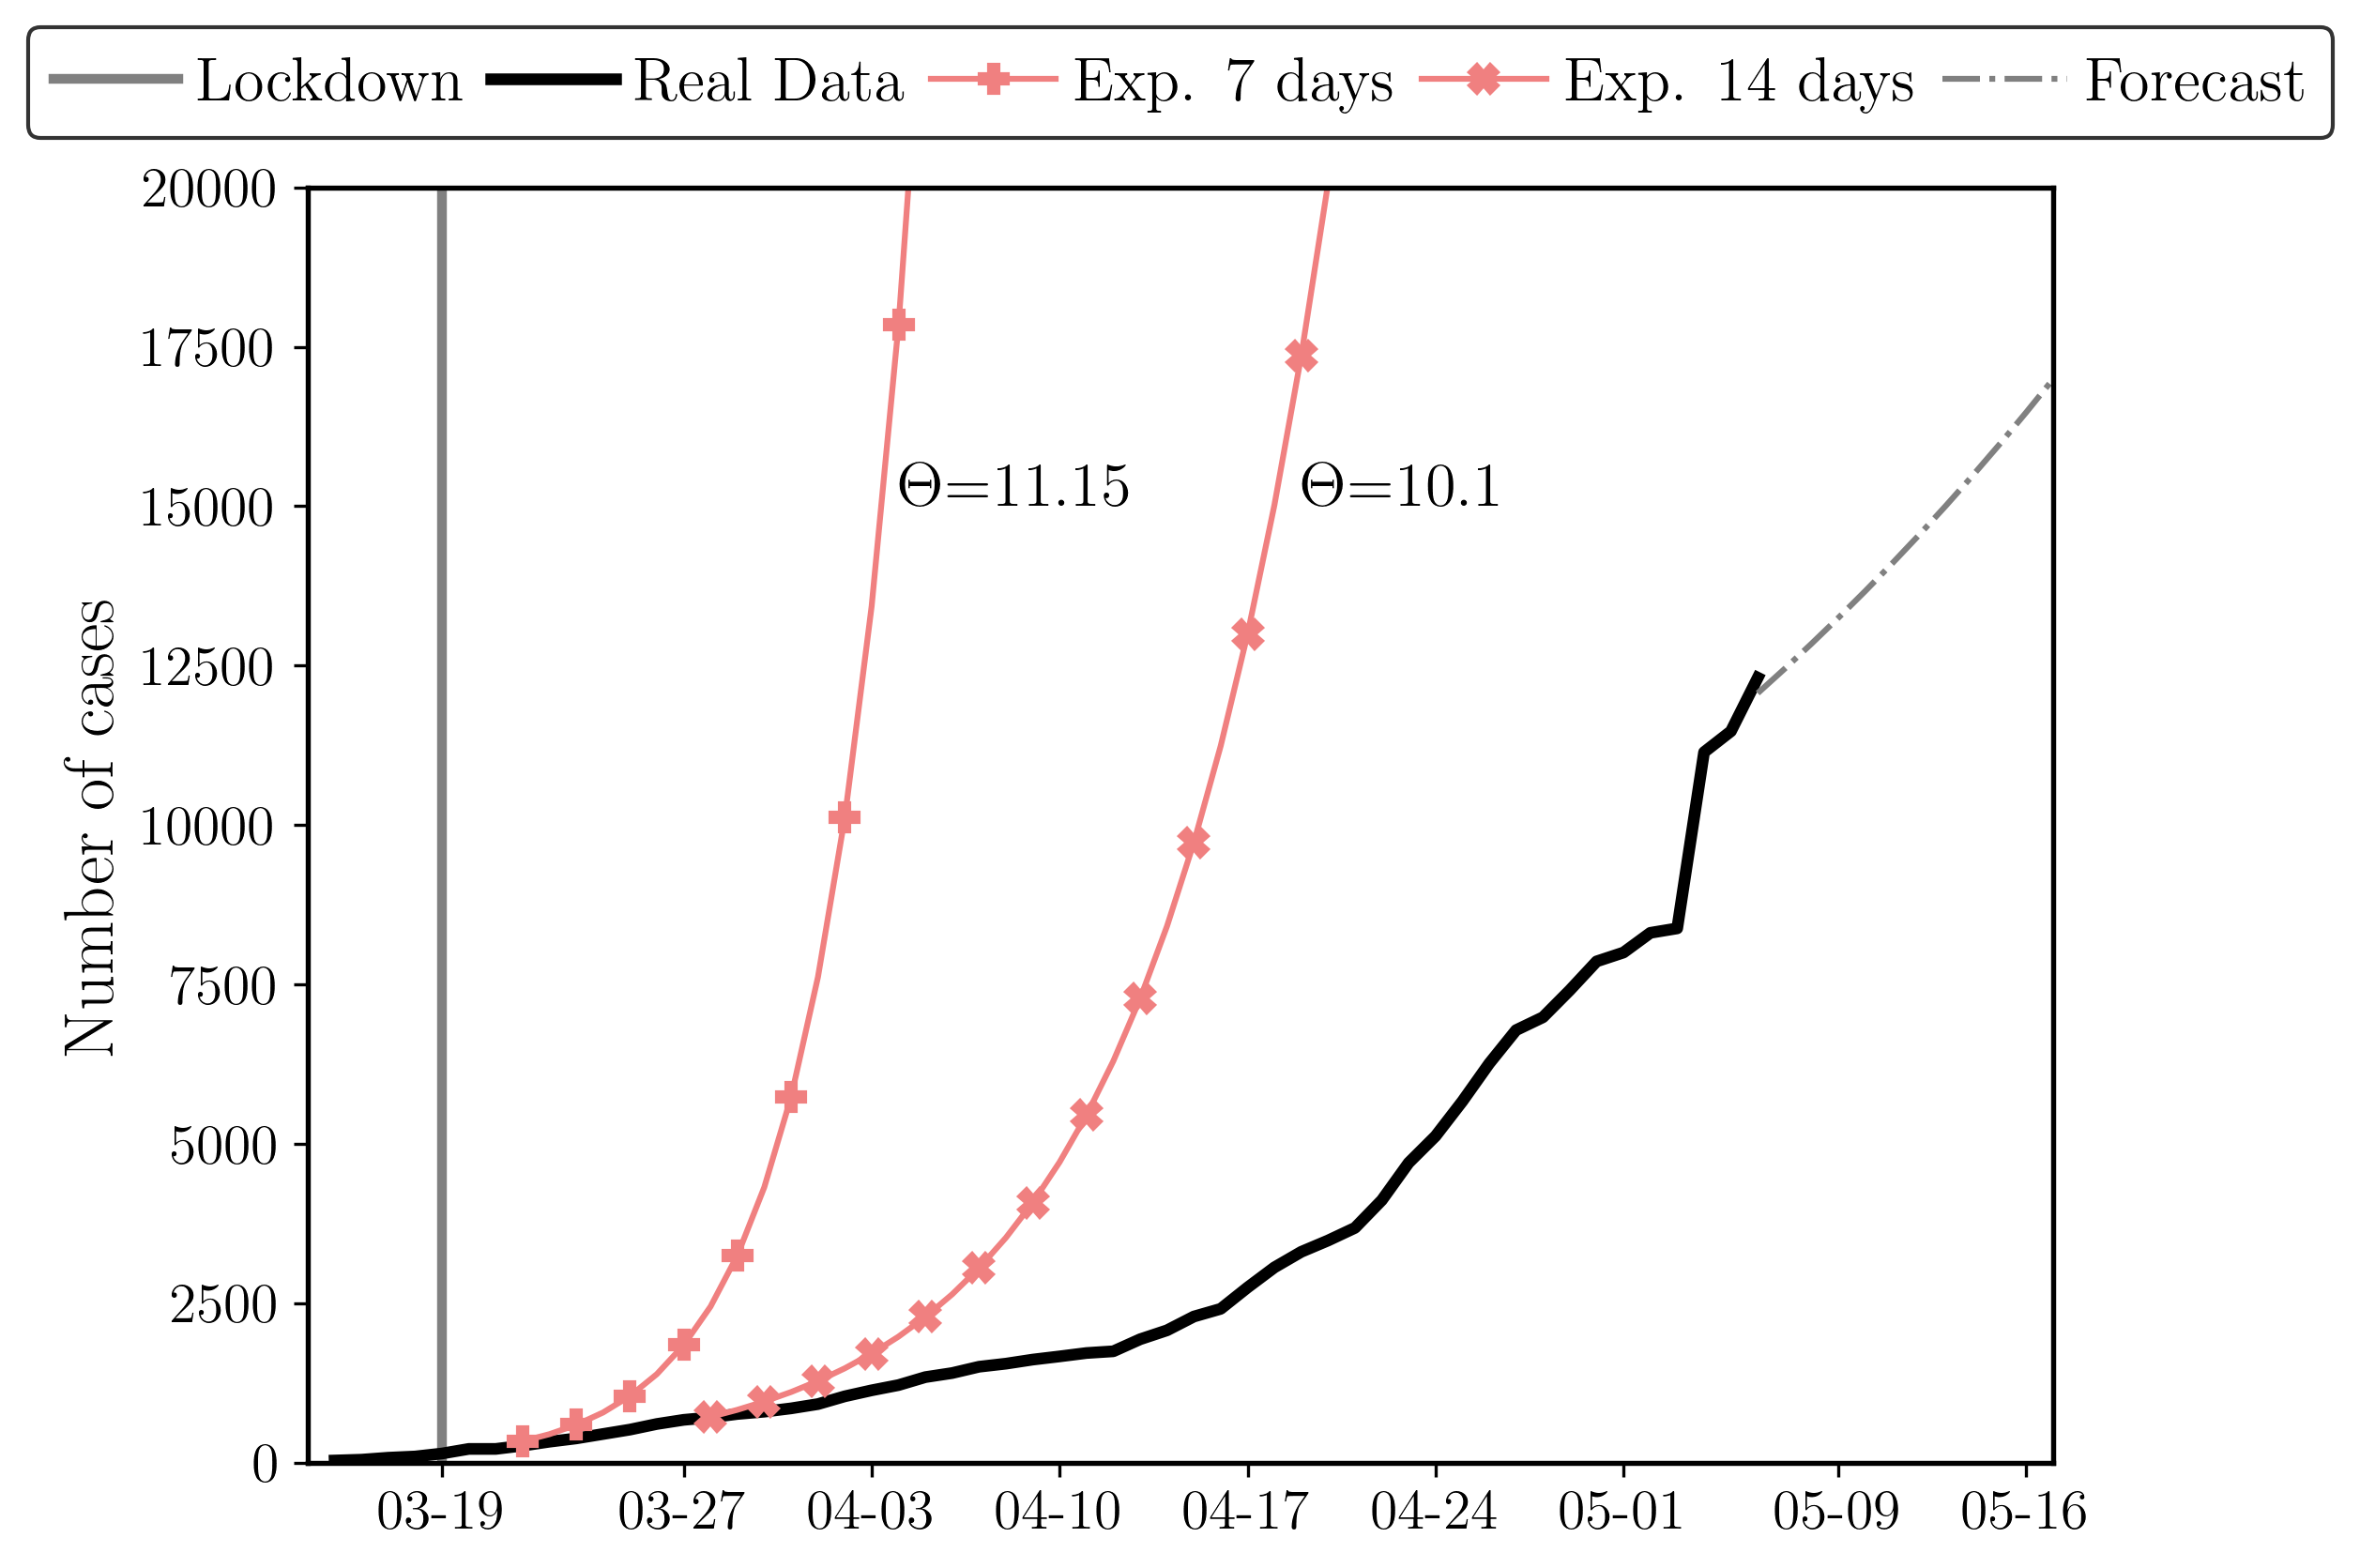 Lockdown Real Data Exp. 7 days Exp. 14 days Forecast
20000
17500
15000
12500
10000
7500
5000
2500
0
Number of cases
Θ=11.15 Θ=10.1
03-19 03-27 04-03 04-10 04-17 04-24 05-01 05-09 05-16